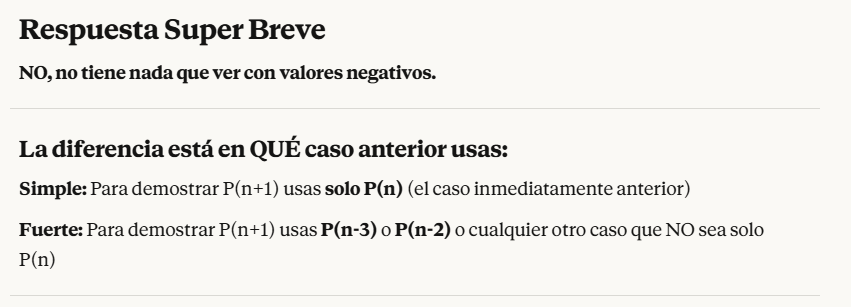 Respuesta Super Breve
NO, no tiene nada que ver con valores negativos.
La diferencia está en QUÉ caso anterior usas:
Simple: Para demostrar P(n+1) usas solo P(n) (el caso inmediatamente anterior)
Fuerte: Para demostrar P(n+1) usas P(n-3) o P(n-2) o cualquier otro caso que NO sea solo
P(n)